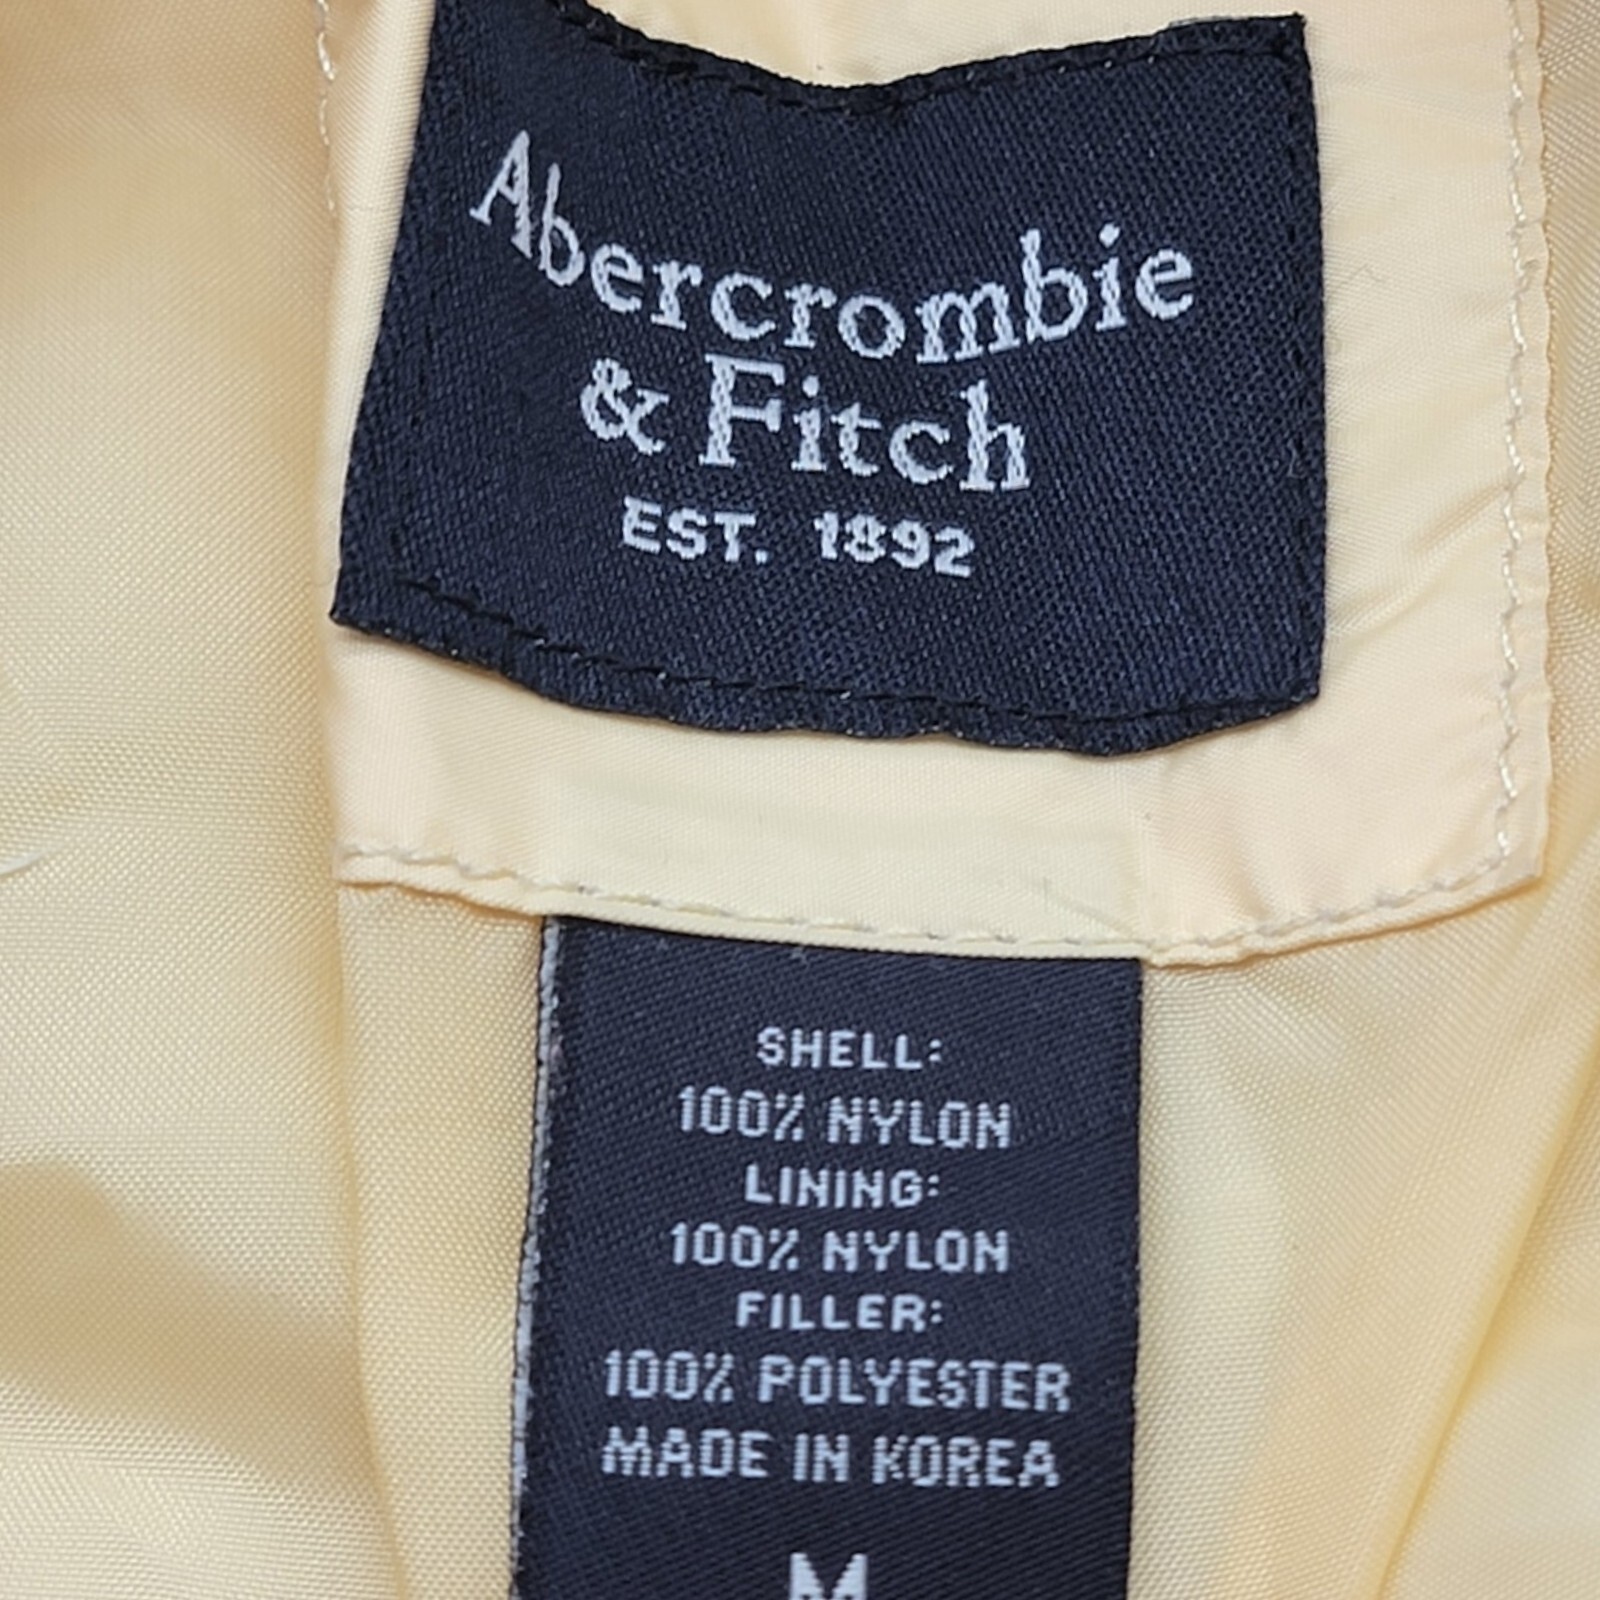 Abercrombie
& Fitch
EST. 1892
SHELL:
100% NYLON
LINING:
100% NYLON
FILLER:
100% POLYESTER
MADE IN KOREA
M